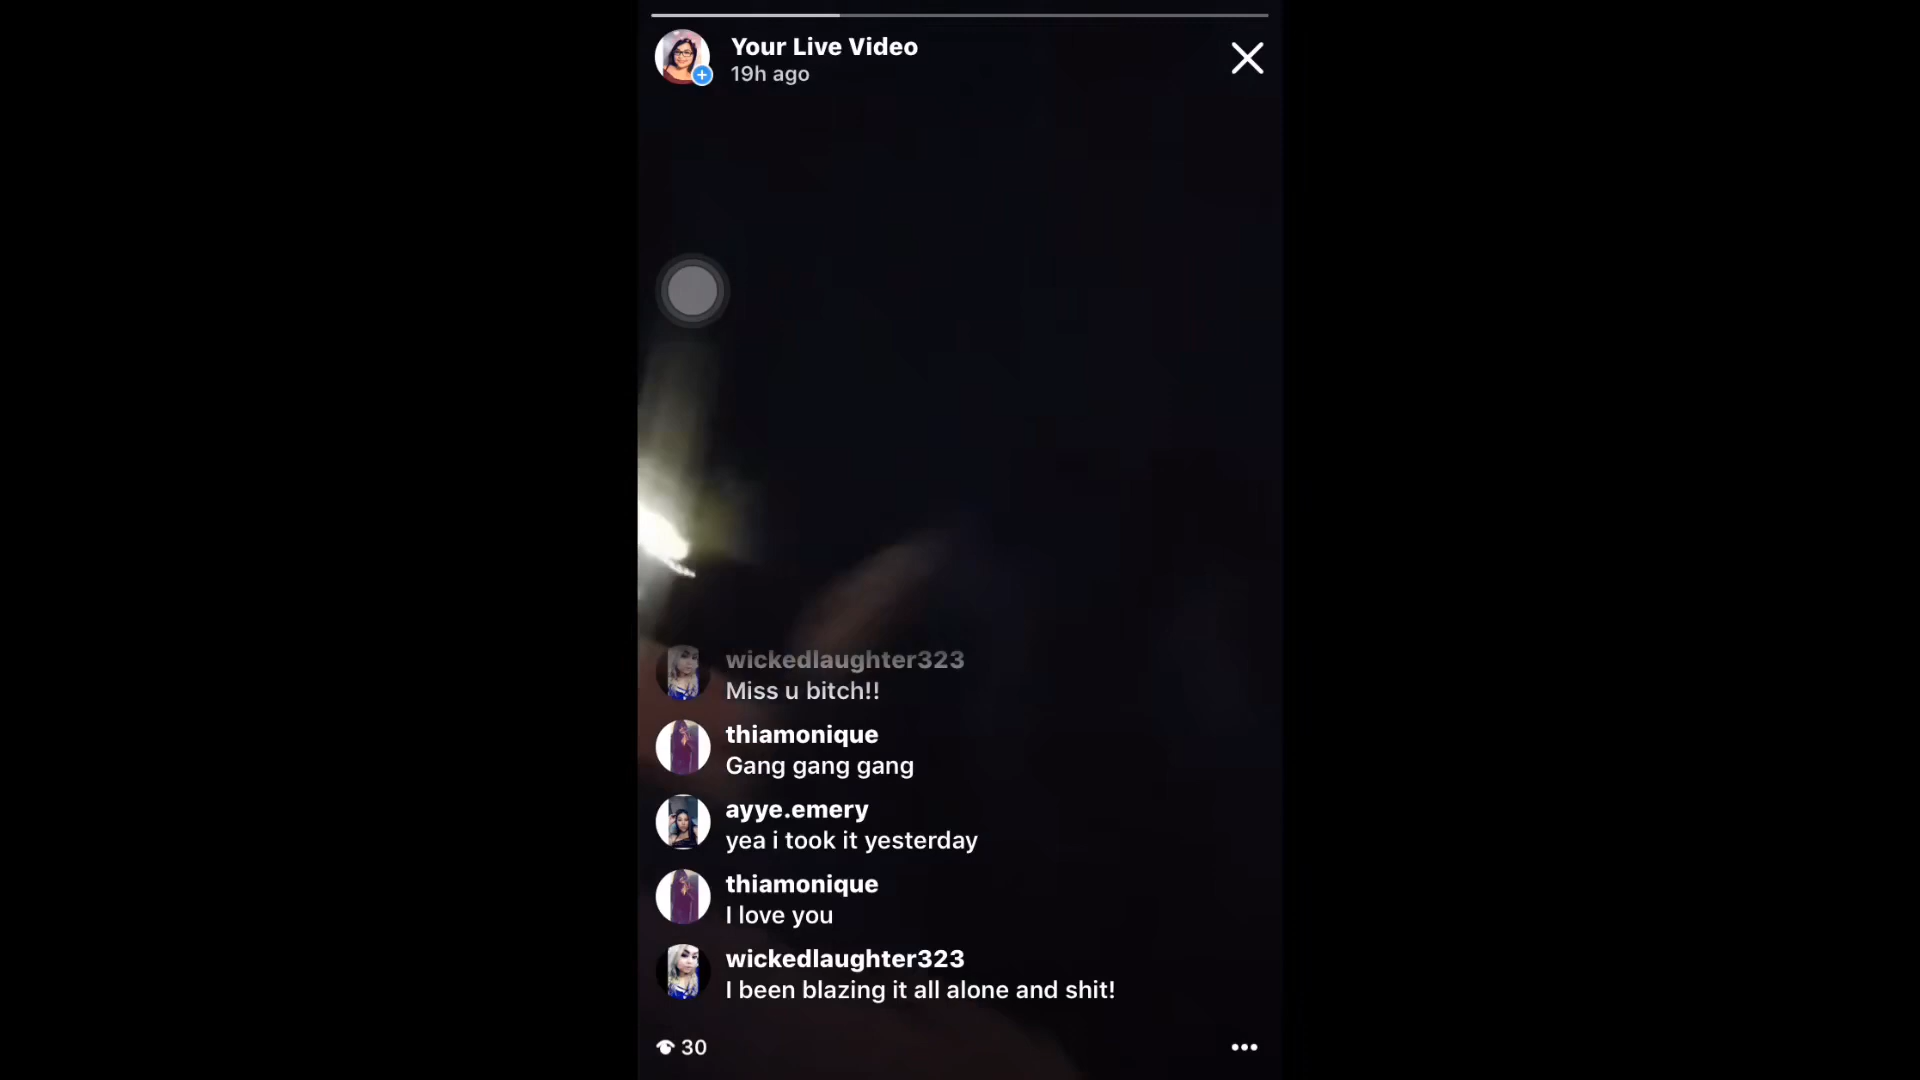 Your Live Video
19h ago
wickedlaughter323
Miss u bitch!!
thiamonique
Gang gang gang
ayye.emery
yea i took it yesterday
thiamonique
I love you
wickedlaughter323
I been blazing it all alone and shit!
30